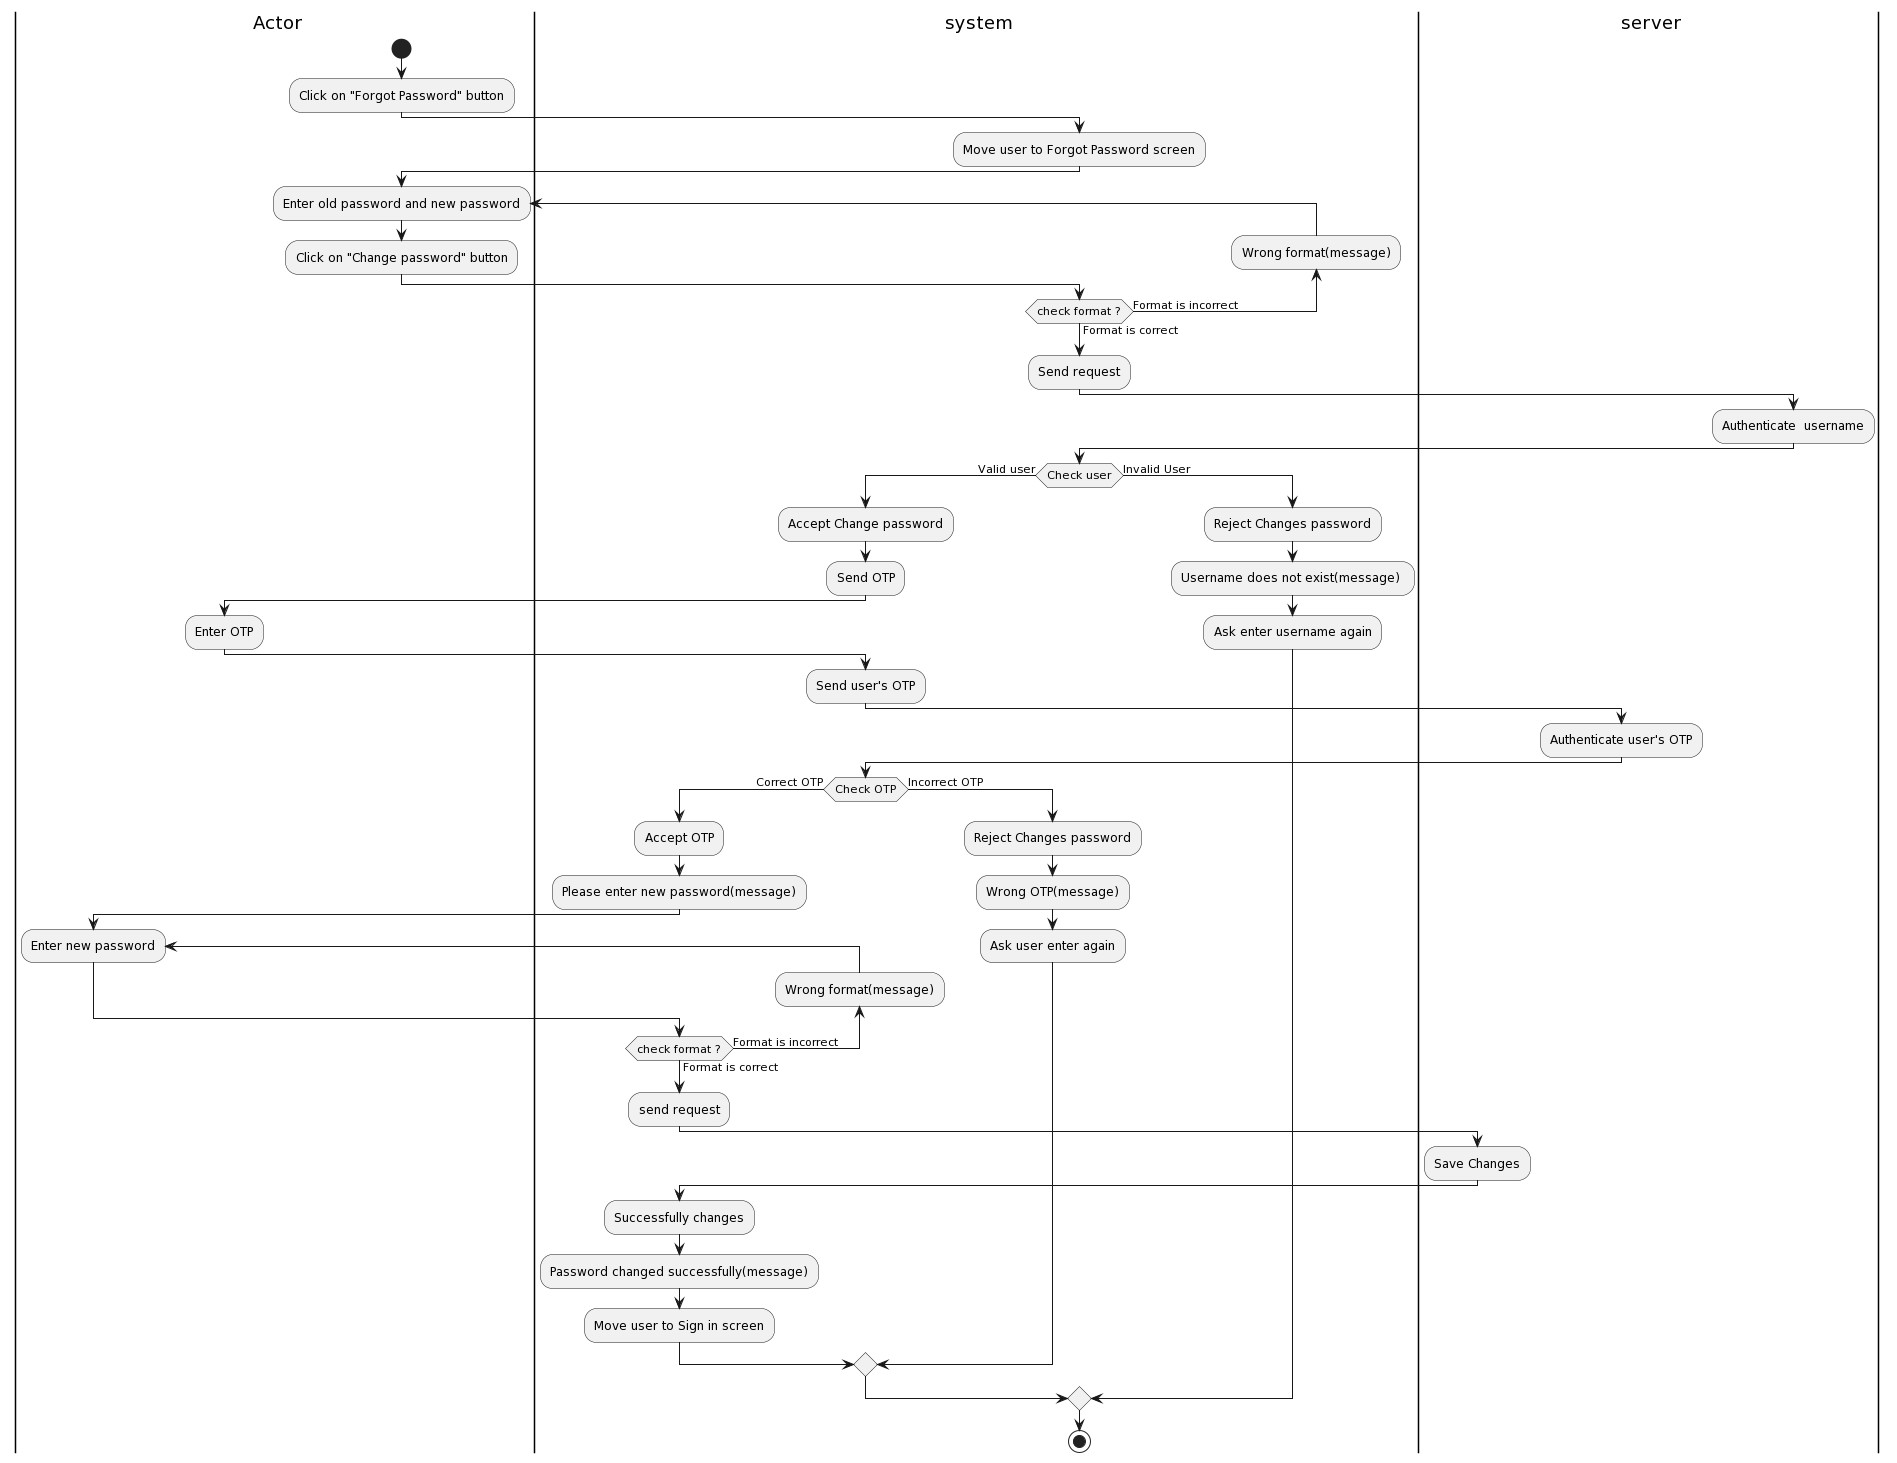 Actor
system
server
Click on "Forgot Password" button
Move user to Forgot Password screen
Enter old password and new password
Wrong format(message)
Click on "Change password" button
check format ?
Format is incorrect
Format is correct
Send request
Authenticate  username
Valid user
Check user
Invalid User
Accept Change password
Reject Changes password
Send OTP
Username does not exist(message)
Enter OTP
Ask enter username again
Send user's OTP
Authenticate user's OTP
Correct OTP
Check OTP
Incorrect OTP
Accept OTP
Reject Changes password
Please enter new password(message)
Wrong OTP(message)
Enter new password
Ask user enter again
Wrong format(message)
check format ?
Format is incorrect
Format is correct
send request
Save Changes
Successfully changes
Password changed successfully(message)
Move user to Sign in screen